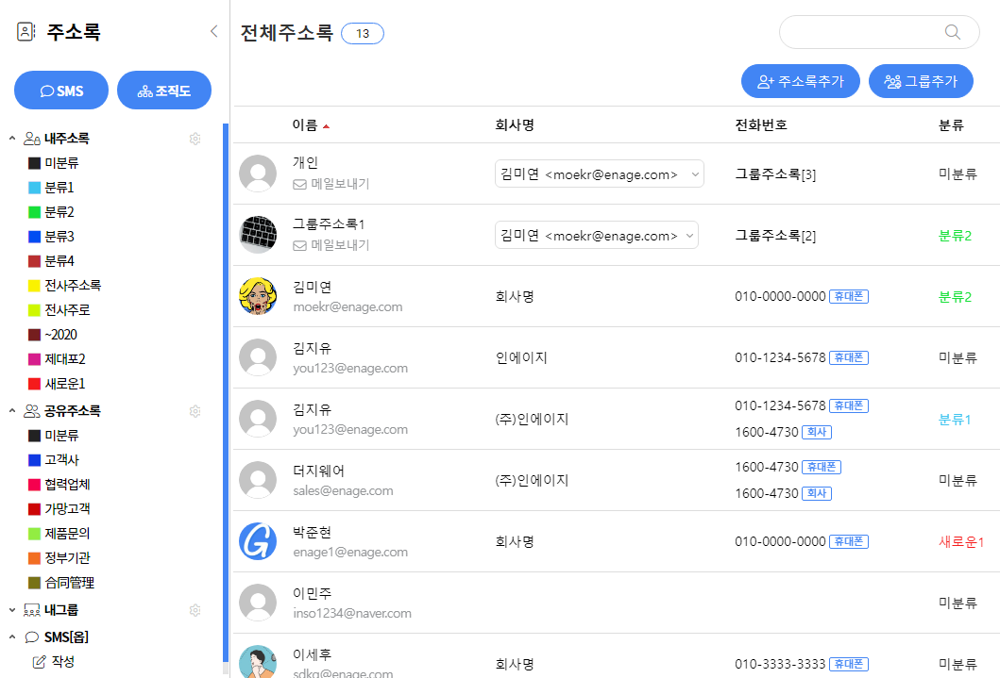 주소록
SMS
조직도
내주소록
미분류
분류1
분류2
분류3
분류4
전사주소록
전사주로
~2020
제대포2
새로운1
공유주소록
미분류
고객사
협력업체
가망고객
제품문의
정부기관
合同管理
내그룹
SMS[옵]
작성
전체주소록 13
주소록추가 그룹추가
이름 회사명 전화번호 분류
개인
메일보내기
김미연 <moekr@enage.com>
그룹주소록[3]
미분류
그룹주소록1
메일보내기
김미연 <moekr@enage.com>
그룹주소록[2]
분류2
김미연
moekr@enage.com
회사명
010-0000-0000 휴대폰
분류2
김지유
you123@enage.com
인에이지
010-1234-5678 휴대폰
미분류
김지유
you123@enage.com
(주)인에이지
010-1234-5678 휴대폰
1600-4730 회사
분류1
더지웨어
sales@enage.com
(주)인에이지
1600-4730 휴대폰
1600-4730 회사
미분류
박준현
enage1@enage.com
회사명
010-0000-0000 휴대폰
새로운1
이민주
inso1234@naver.com
미분류
이세후
sdkg@enage.com
회사명
010-3333-3333 휴대폰
미분류